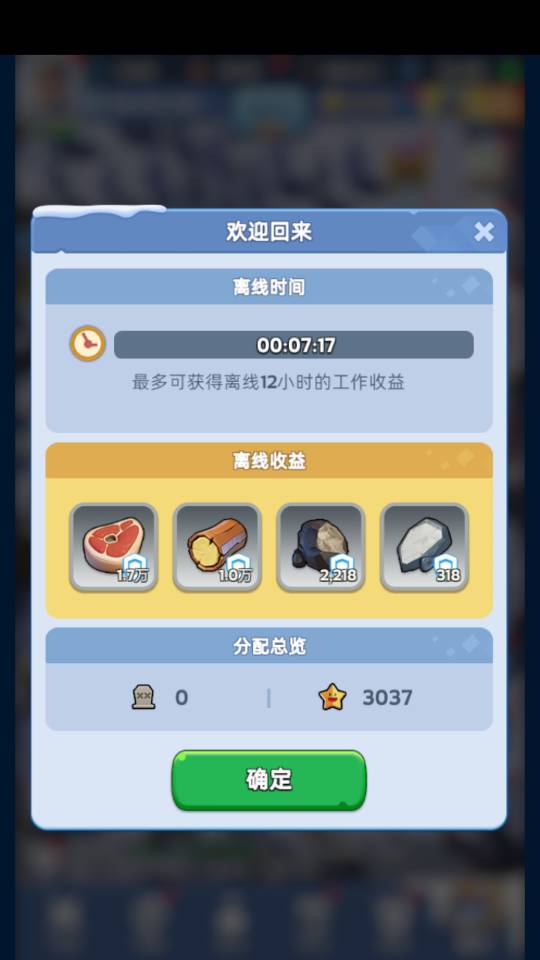 欢迎回来
离线时间
00:07:17
最多可获得离线12小时的工作收益
离线收益
1.7万
1.0万
2,218
318
分配总览
0
3037
确定